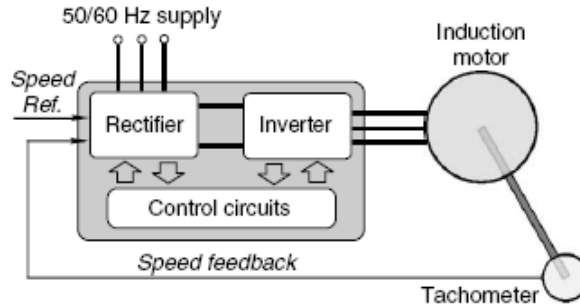 50/60 Hz supply
Induction
motor
Speed
Ref.
Rectifier
Inverter
Control circuits
Speed feedback
Tachometer